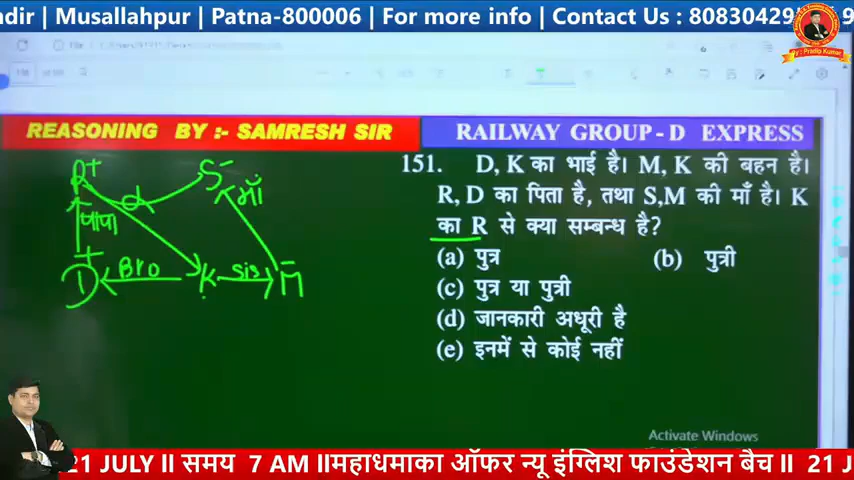 dir | Musallahpur | Patna-800006 | For more info | Contact Us : 80830429
REASONING BY :- SAMRESH SIR
RAILWAY GROUP - D EXPRESS
151. D, K का भाई है। M, K की बहन है।
R, D का पिता है, तथा S,M की माँ है। K
का R से क्या सम्बन्ध है?
(a) पुत्र (b) पुत्री
(c) पुत्र या पुत्री
(d) जानकारी अधूरी है
(e) इनमें से कोई नहीं
R+ S-
माँ
पापा
+ -
D Bro K Sis M
Activate Windows
Pradip Kumar
21 JULY II समय 7 AM IIमहाधमाका ऑफर न्यू इंग्लिश फाउंडेशन बैच II 21 J